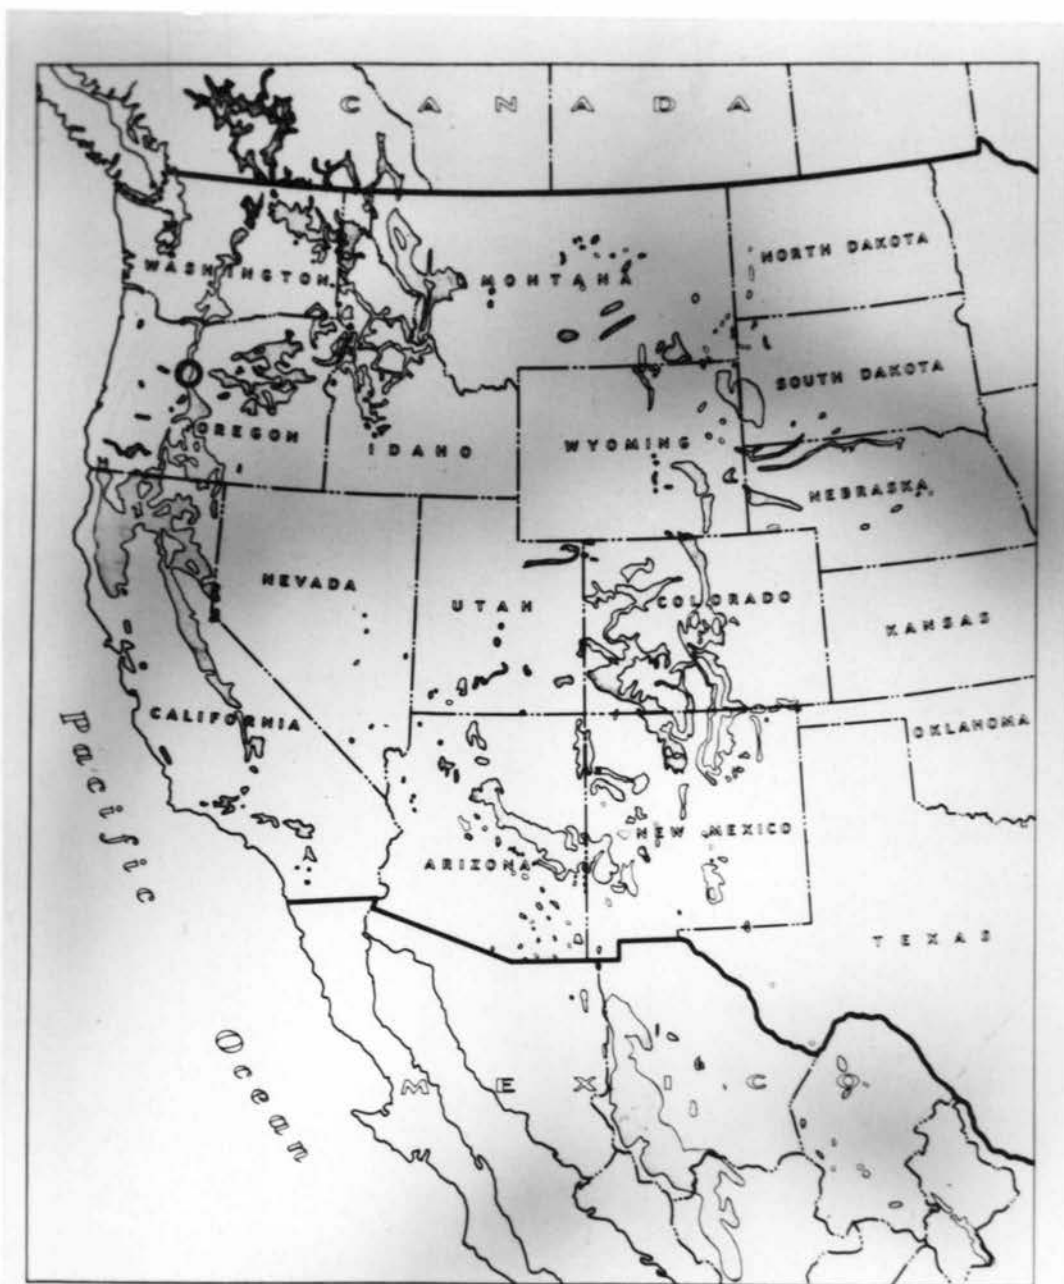 CANADA
NORTH DAKOTA
WASHINGTON
MONTANA
SOUTH DAKOTA
OREGON
IDAHO
WYOMING
NEBRASKA
NEVADA
UTAH
COLORADO
KANSAS
CALIFORNIA
OKLAHOMA
Pacific
NEW MEXICO
ARIZONA
TEXAS
Ocean
MEXICO